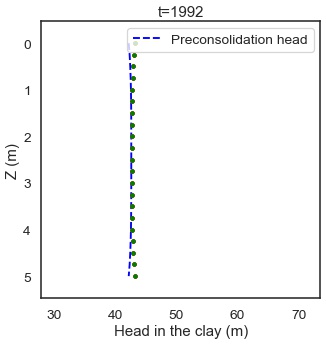 t=1992
Preconsolidation head
0
1
2
3
4
5
Z (m)
30 40 50 60 70
Head in the clay (m)